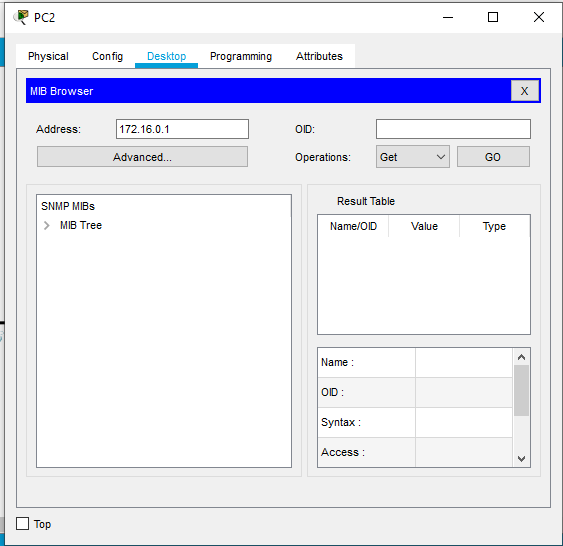 PC2
Physical Config Desktop Programming Attributes
MIB Browser X
Address: 172.16.0.1 OID:
Advanced... Operations: Get GO
SNMP MIBs
MIB Tree
Result Table
Name/OID Value Type
Name :
OID :
Syntax :
Access :
Top